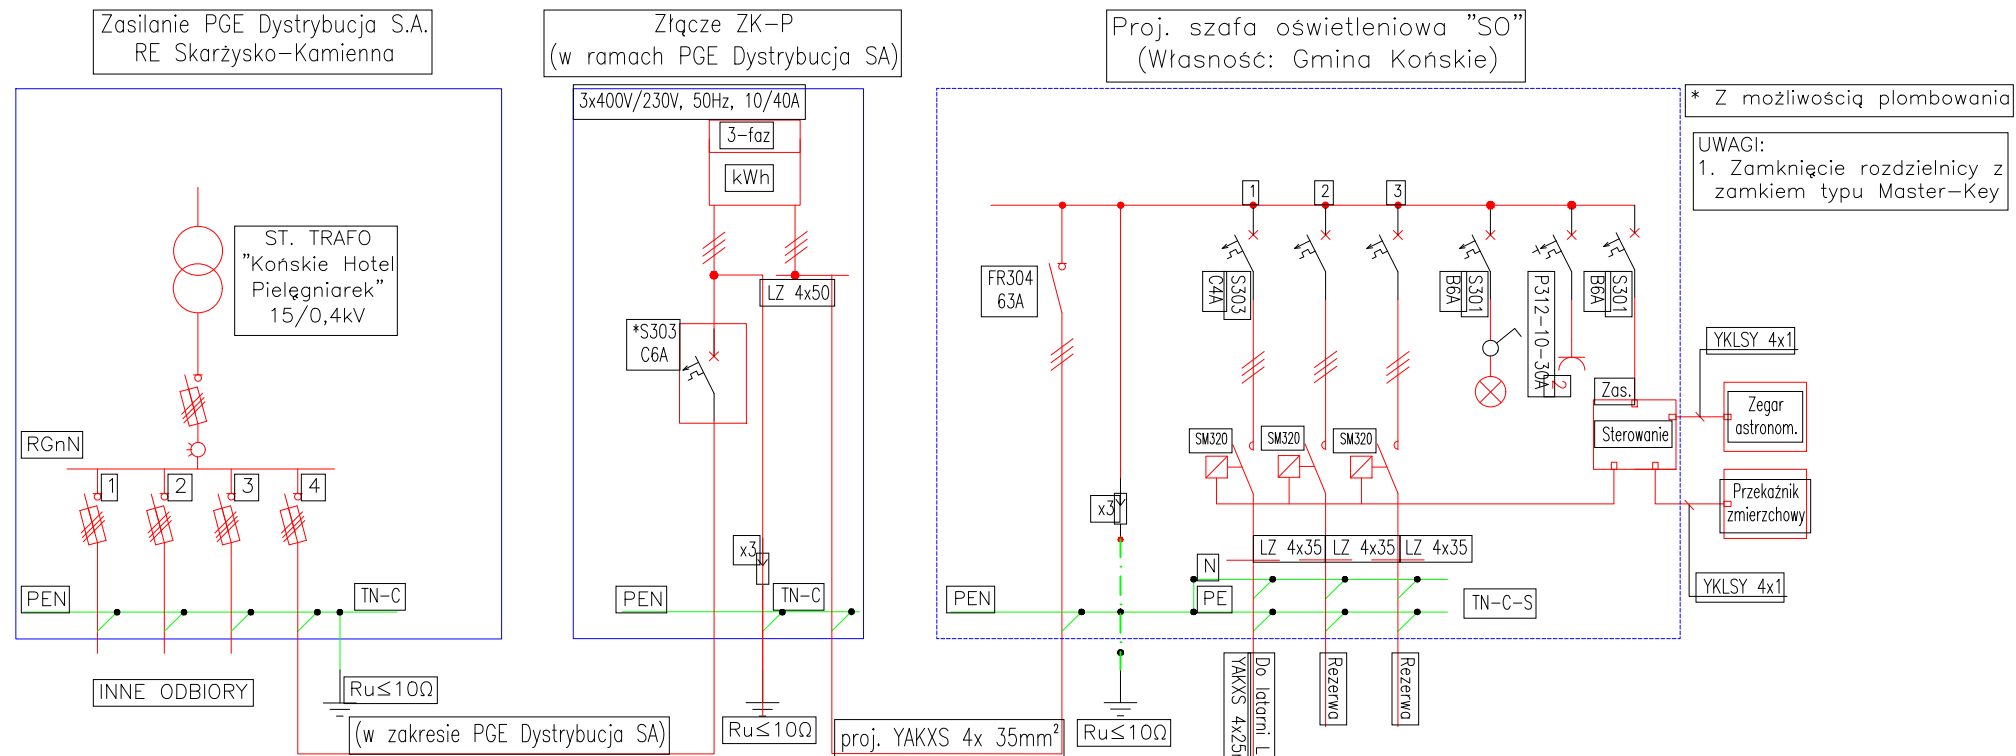 Zasilanie PGE Dystrybucja S.A.
RE Skarżysko-Kamienna
ST. TRAFO
"Końskie Hotel
Pielęgniarek"
15/0,4kV
RGnN
1
2
3
4
PEN
TN-C
INNE ODBIORY
Ru≤10Ω
(w zakresie PGE Dystrybucja SA)
Złącze ZK-P
(w ramach PGE Dystrybucja SA)
3x400V/230V, 50Hz, 10/40A
3-faz
kWh
LZ 4x50
*S303
C6A
x3
PEN
TN-C
Ru≤10Ω
proj. YAKXS 4x 35mm²
Proj. szafa oświetleniowa "SO"
(Własność: Gmina Końskie)
1
2
3
FR304
63A
S303
C4A
S301
B6A
P312-10-30A
2
S301
B6A
Zas.
Sterowanie
SM320
SM320
SM320
x3
LZ 4x35
LZ 4x35
LZ 4x35
N
PE
PEN
TN-C-S
Ru≤10Ω
Do latarni L
YAKXS 4x25
Rezerwa
Rezerwa
* Z możliwością plombowania
UWAGI:
1. Zamknięcie rozdzielnicy z
zamkiem typu Master-Key
YKLSY 4x1
Zegar
astronom.
Przekaźnik
zmierzchowy
YKLSY 4x1